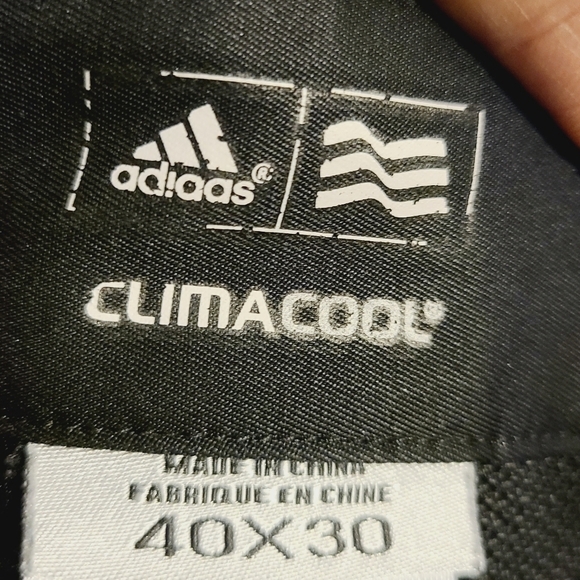 adidas®
CLIMACOOL®
MADE IN CHINA
FABRIQUE EN CHINE
40X30